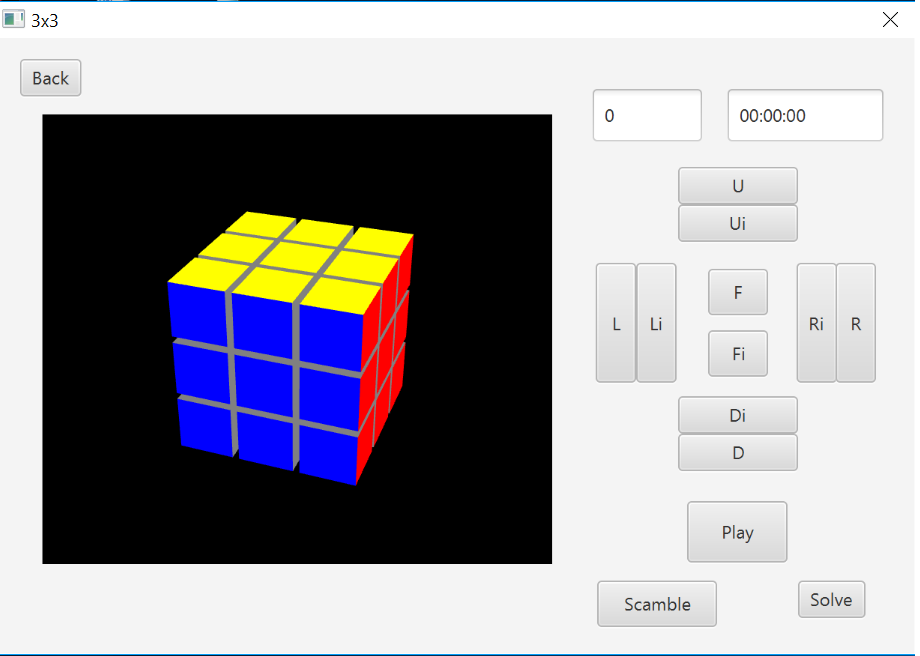 3x3
Back
0
00:00:00
U
Ui
L
Li
F
Fi
Ri
R
Di
D
Play
Scamble
Solve